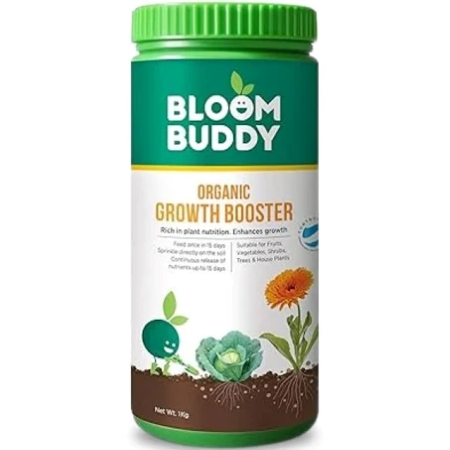 BLOOM
BUDDY
ORGANIC
GROWTH BOOSTER
Rich in plant nutrition. Enhances growth
Feed once in 15 days
Sprinkle directly on the soil
Continuous release of
nutrients up to 15 days
Suitable for Fruits,
Vegetables, Shrubs,
Trees & House Plants
Net Wt. 1Kg